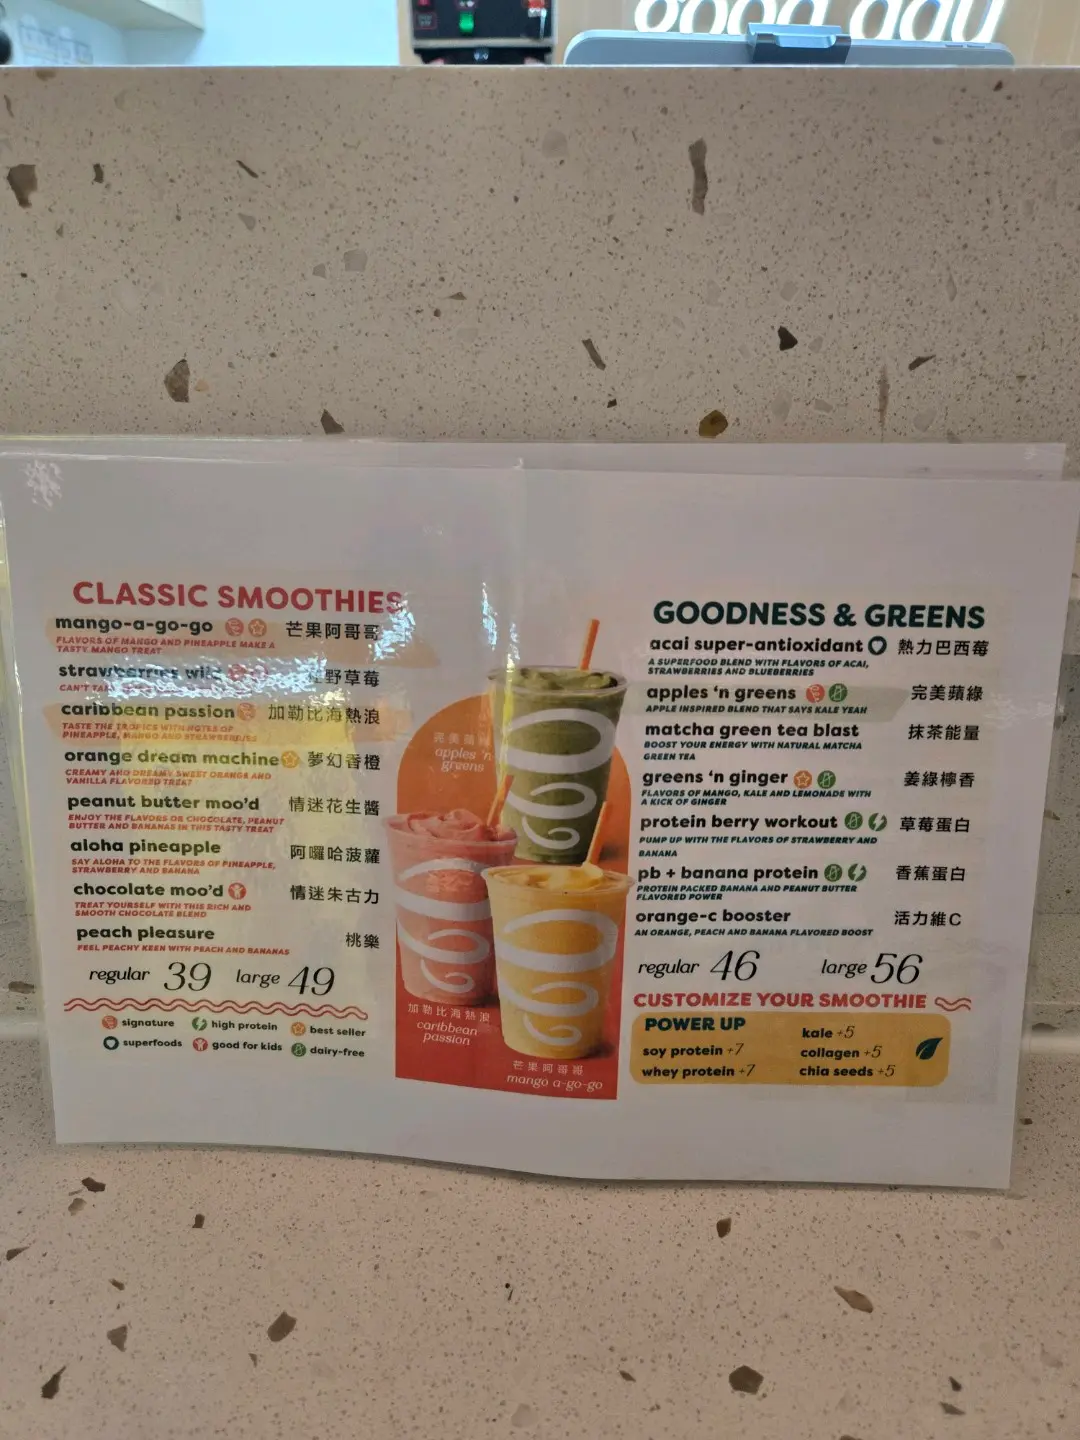 good day
CLASSIC SMOOTHIES
mango-a-go-go 芒果阿哥哥
FLAVORS OF MANGO AND PINEAPPLE MAKE A
TASTY MANGO TREAT
strawberries wild 野草莓
CAN'T
caribbean passion 加勒比海熱浪
TASTE THE TROPICS WITH NOTES OF
PINEAPPLE, MANGO AND STRAWBERRIES
orange dream machine 夢幻香橙
CREAMY AND DREAMY SWEET ORANGE AND
VANILLA FLAVORED TREAT
peanut butter moo'd 情迷花生醬
ENJOY THE FLAVORS OR CHOCOLATE, PEANUT
BUTTER AND BANANAS IN THIS TASTY TREAT
aloha pineapple 阿囉哈菠蘿
SAY ALOHA TO THE FLAVORS OF PINEAPPLE,
STRAWBERRY AND BANANA
chocolate moo'd 情迷朱古力
TREAT YOURSELF WITH THIS RICH AND
SMOOTH CHOCOLATE BLEND
peach pleasure 桃樂
FEEL PEACHY KEEN WITH PEACH AND BANANAS
regular 39 large 49
signature high protein best seller
superfoods good for kids dairy-free
完美蘋
apples 'n
greens
加勒比海熱浪
caribbean
passion
芒果阿哥哥
mango a-go-go
GOODNESS & GREENS
acai super-antioxidant 熱力巴西莓
A SUPERFOOD BLEND WITH FLAVORS OF ACAI,
STRAWBERRIES AND BLUEBERRIES
apples 'n greens 完美蘋綠
APPLE INSPIRED BLEND THAT SAYS KALE YEAH
matcha green tea blast 抹茶能量
BOOST YOUR ENERGY WITH NATURAL MATCHA
GREEN TEA
greens 'n ginger 姜綠檸香
FLAVORS OF MANGO, KALE AND LEMONADE WITH
A KICK OF GINGER
protein berry workout 草莓蛋白
PUMP UP WITH THE FLAVORS OF STRAWBERRY AND
BANANA
pb + banana protein 香蕉蛋白
PROTEIN PACKED BANANA AND PEANUT BUTTER
FLAVORED POWER
orange-c booster 活力維C
AN ORANGE, PEACH AND BANANA FLAVORED BOOST
regular 46 large 56
CUSTOMIZE YOUR SMOOTHIE
POWER UP
soy protein +7
whey protein +7
kale +5
collagen +5
chia seeds +5